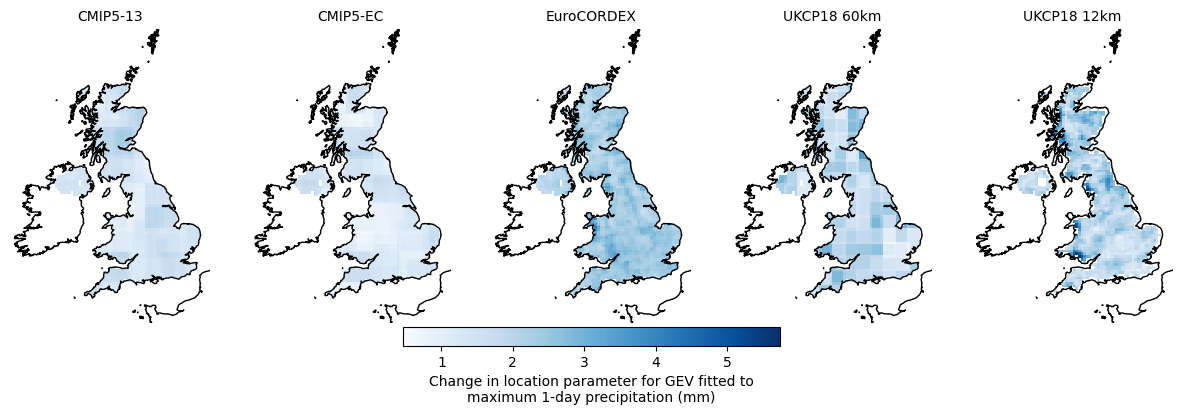 CMIP5-13
CMIP5-EC
EuroCORDEX
UKCP18 60km
UKCP18 12km
1 2 3 4 5
Change in location parameter for GEV fitted to
maximum 1-day precipitation (mm)